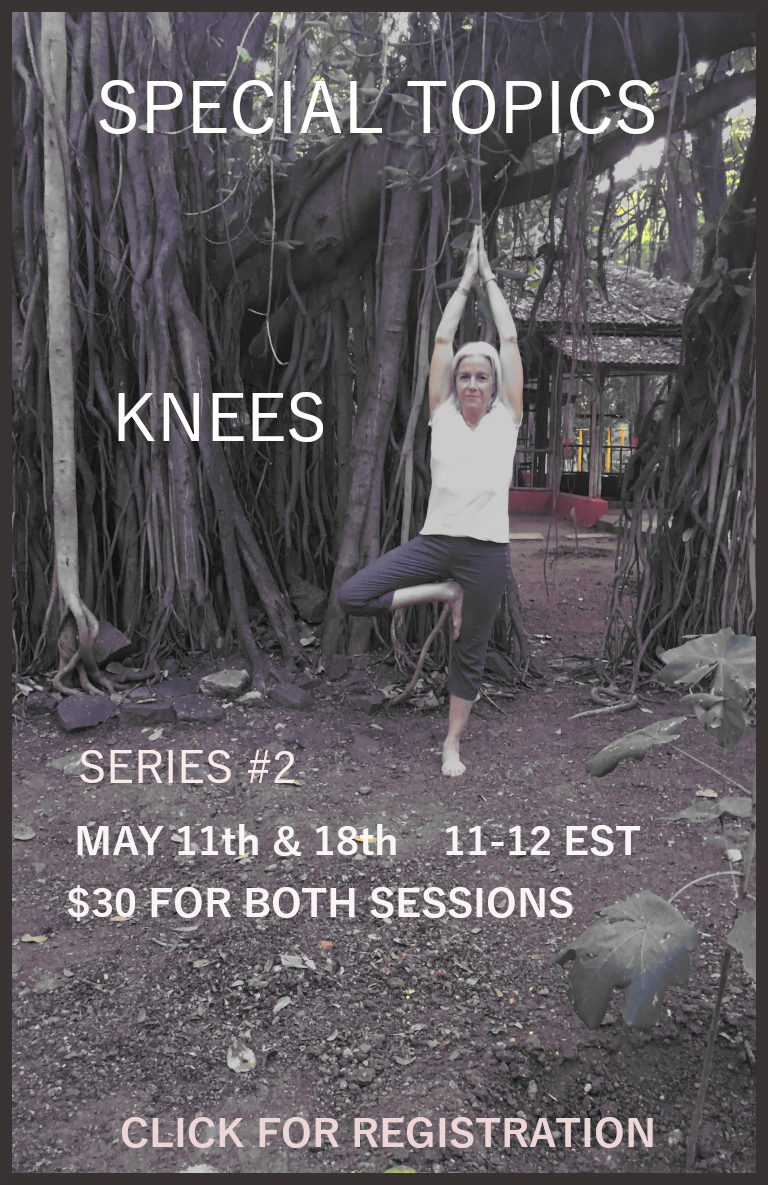 SPECIAL TOPICS
KNEES
SERIES #2
MAY 11th & 18th 11-12 EST
$30 FOR BOTH SESSIONS
CLICK FOR REGISTRATION